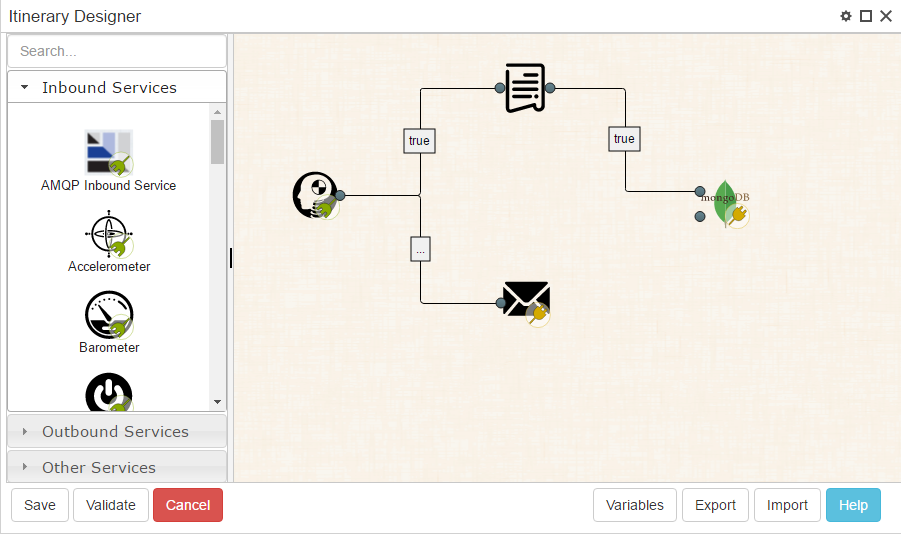 Itinerary Designer
Search...
Inbound Services
AMQP Inbound Service
Accelerometer
Barometer
Outbound Services
Other Services
true
true
...
mongoDB
Save
Validate
Cancel
Variables
Export
Import
Help